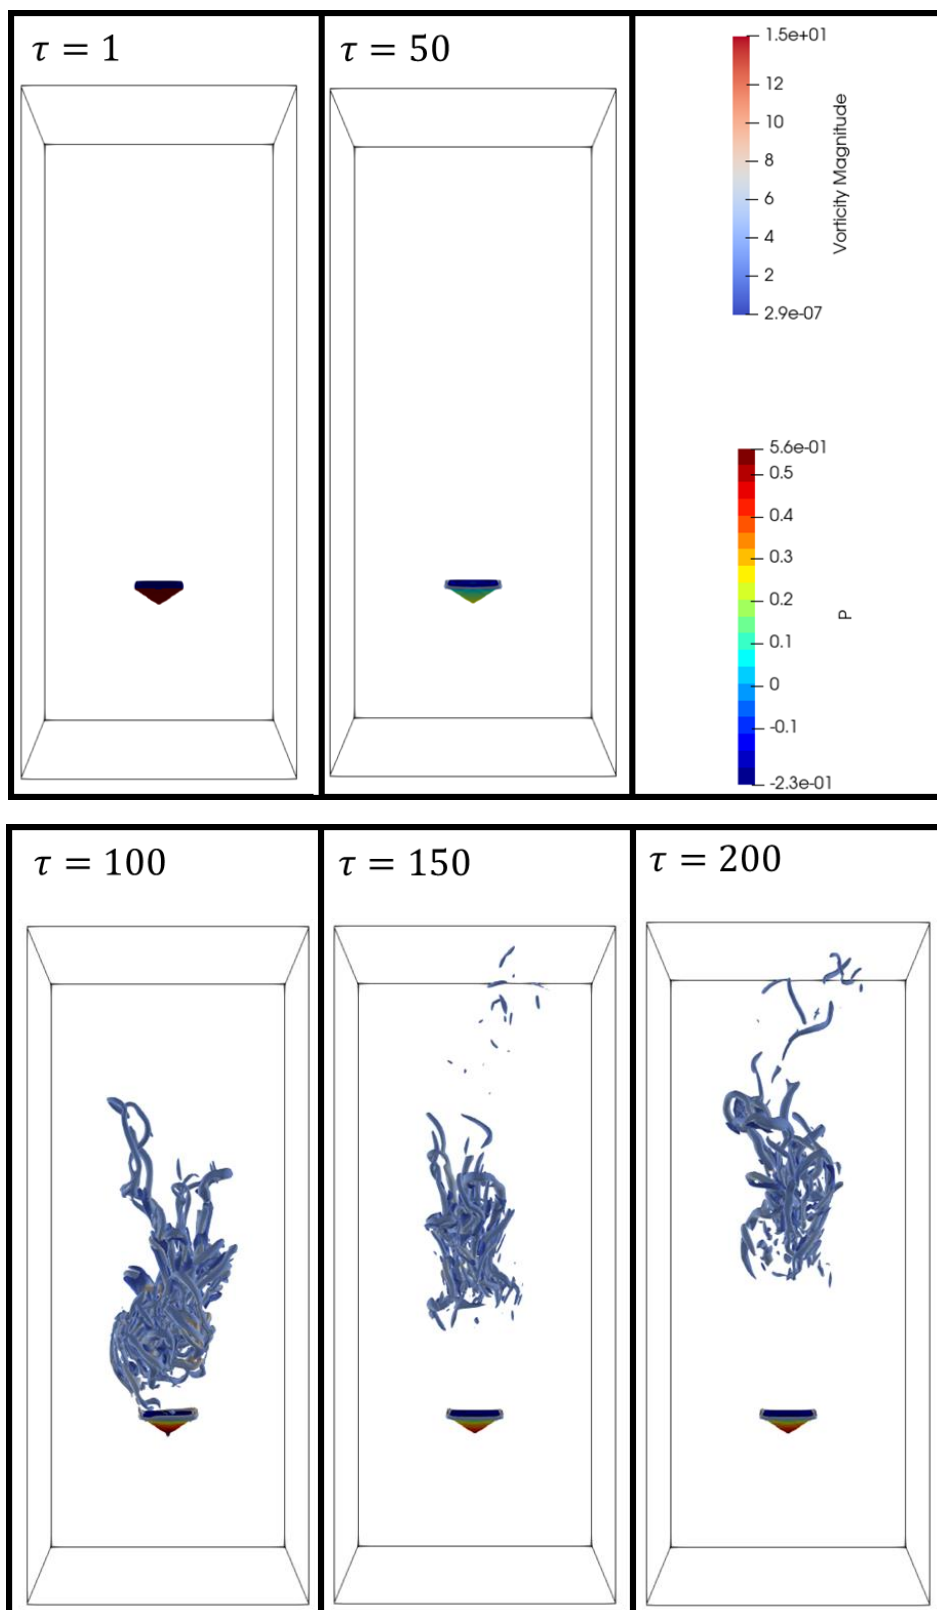 τ = 1
τ = 50
1.5e+01
12
10
8
6
4
2
2.9e-07
Vorticity Magnitude
5.6e-01
0.5
0.4
0.3
0.2
0.1
0
-0.1
-2.3e-01
P
τ = 100
τ = 150
τ = 200